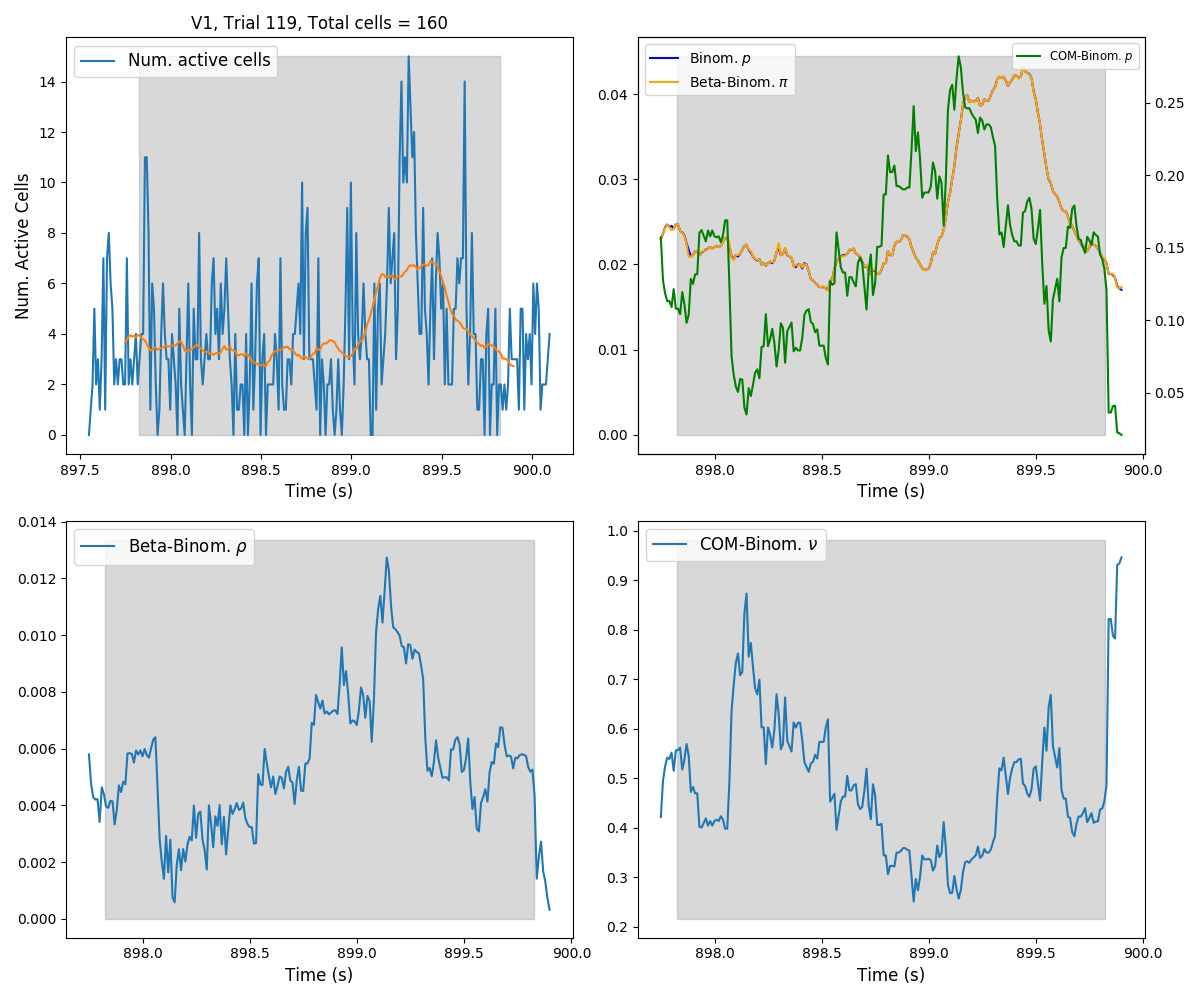 V1, Trial 119, Total cells = 160
Num. active cells
Num. Active Cells
14
12
10
8
6
4
2
0
897.5 898.0 898.5 899.0 899.5 900.0
Time (s)
Binom. p
Beta-Binom. π
COM-Binom. p
0.04
0.03
0.02
0.01
0.00
0.25
0.20
0.15
0.10
0.05
898.0 898.5 899.0 899.5 900.0
Time (s)
Beta-Binom. ρ
0.014
0.012
0.010
0.008
0.006
0.004
0.002
0.000
898.0 898.5 899.0 899.5 900.0
Time (s)
COM-Binom. ν
1.0
0.9
0.8
0.7
0.6
0.5
0.4
0.3
0.2
898.0 898.5 899.0 899.5 900.0
Time (s)